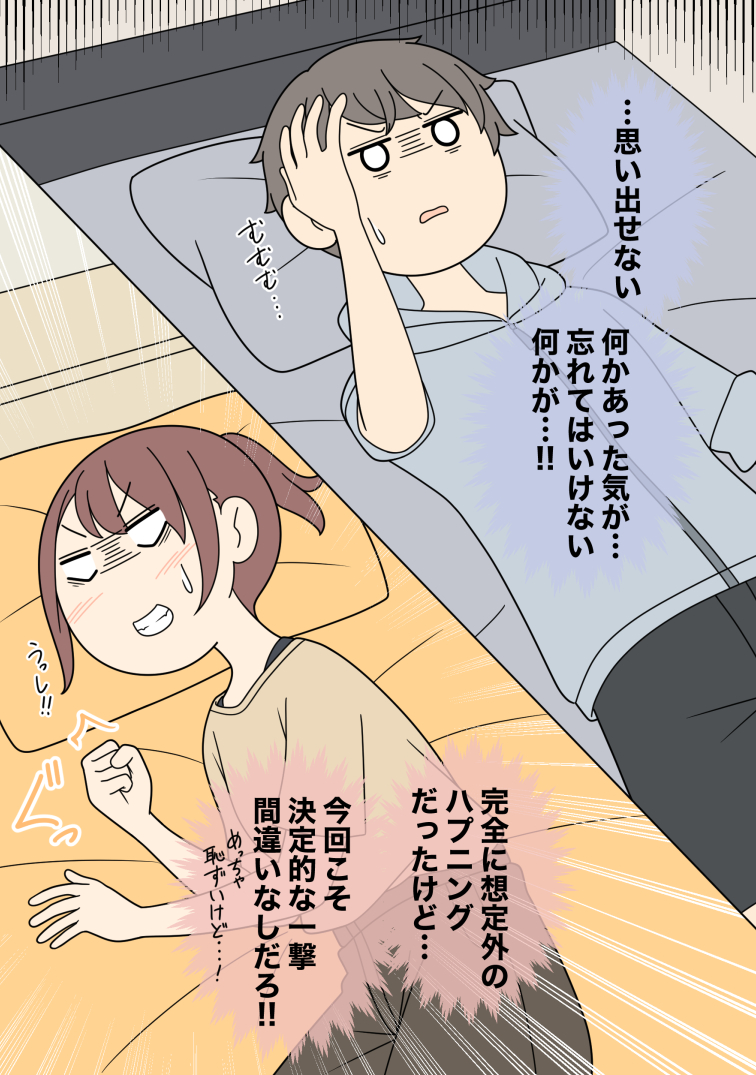 …思い出せない
何かあった気が…
忘れてはいけない
何かが…!!
むむむ…
うっし!!
グッ
完全に想定外の
ハプニング
だったけど…
今回こそ
決定的な一撃
間違いなしだろ!!
めっちゃ
恥ずいけど…!